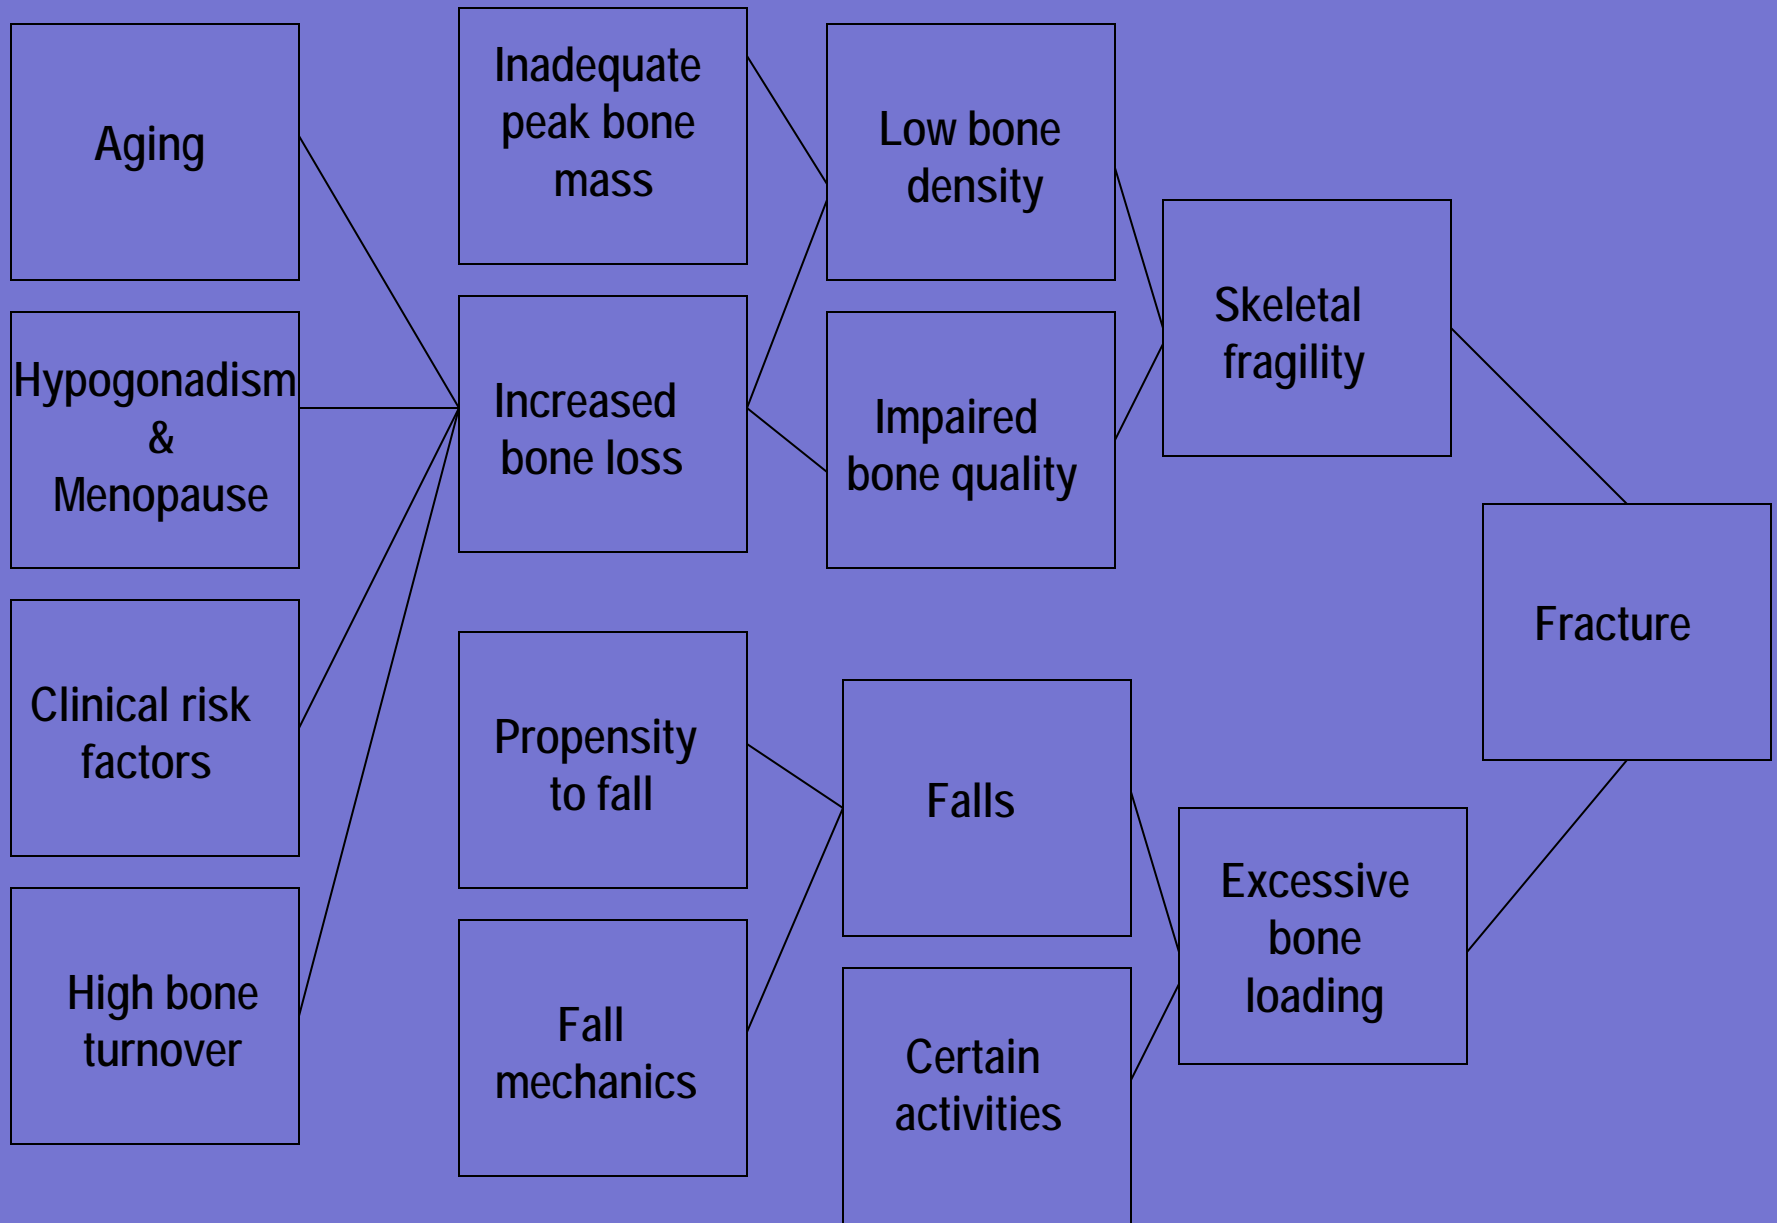 Aging
Hypogonadism
&
Menopause
Clinical risk
factors
High bone
turnover
Inadequate
peak bone
mass
Increased
bone loss
Propensity
to fall
Fall
mechanics
Low bone
density
Impaired
bone quality
Falls
Certain
activities
Skeletal
fragility
Excessive
bone
loading
Fracture